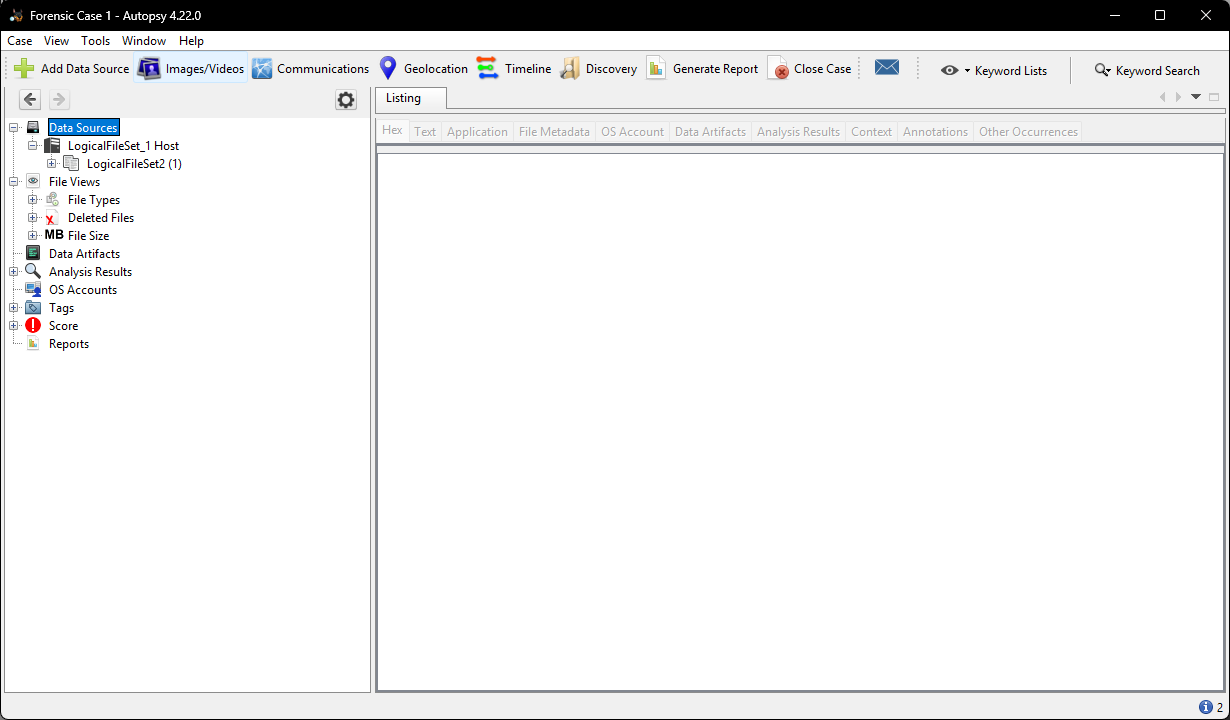 Forensic Case 1 - Autopsy 4.22.0
Case View Tools Window Help
Add Data Source Images/Videos Communications Geolocation Timeline Discovery Generate Report Close Case Keyword Lists Keyword Search
Listing
Hex Text Application File Metadata OS Account Data Artifacts Analysis Results Context Annotations Other Occurrences
Data Sources
LogicalFileSet_1 Host
LogicalFileSet2 (1)
File Views
File Types
Deleted Files
MB File Size
Data Artifacts
Analysis Results
OS Accounts
Tags
Score
Reports
2